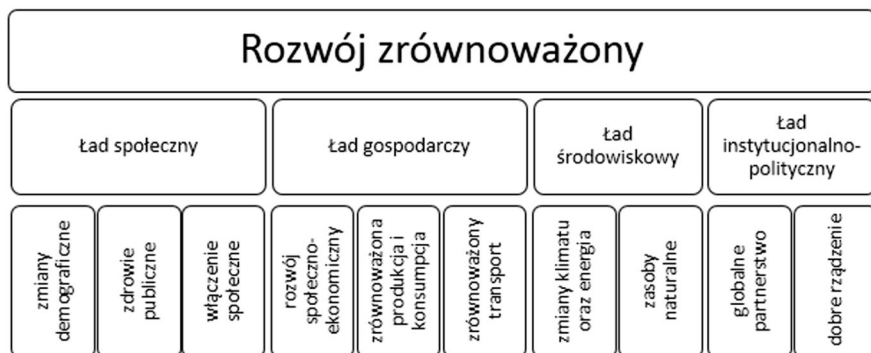 Rozwój zrównoważony
Ład społeczny
Ład gospodarczy
Ład
środowiskowy
Ład
instytucjonalno-
polityczny
zmiany
demograficzne
zdrowie
publiczne
włączenie
społeczne
rozwój
społeczno-
ekonomiczny
zrównoważona
produkcja i
konsumpcja
zrównoważony
transport
zmiany klimatu
oraz energia
zasoby
naturalne
globalne
partnerstwo
dobre rządzenie